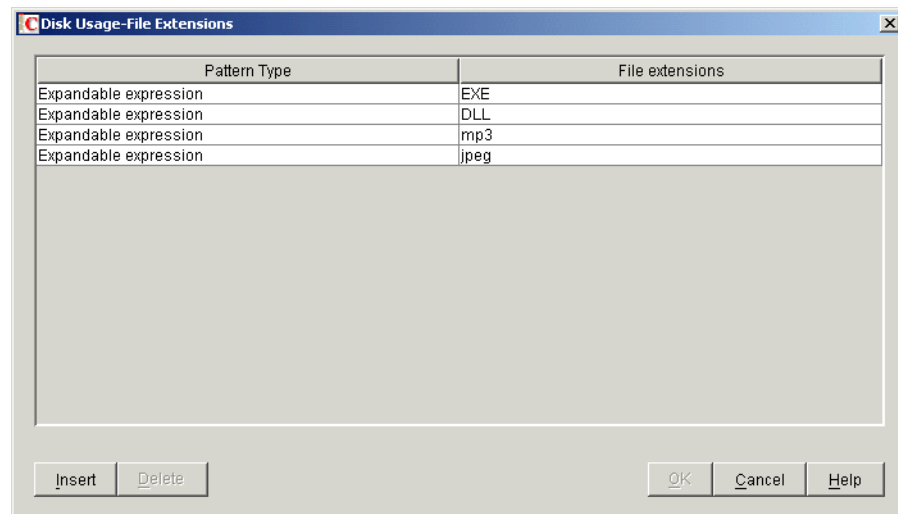 C Disk Usage-File Extensions
Pattern Type File extensions
Expandable expression EXE
Expandable expression DLL
Expandable expression mp3
Expandable expression jpeg
Insert Delete OK Cancel Help